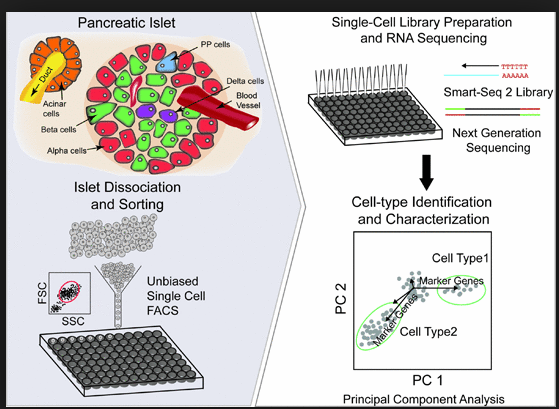 Pancreatic Islet
PP cells
Delta cells
Blood
Vessel
Duct
Acinar
cells
Beta cells
Alpha cells
Islet Dissociation
and Sorting
FSC
SSC
Unbiased
Single Cell
FACS
Single-Cell Library Preparation
and RNA Sequencing
TTTTTT
AAAAAA
Smart-Seq 2 Library
Next Generation
Sequencing
Cell-type Identification
and Characterization
Cell Type1
Marker Genes
Marker Genes
Cell Type2
PC 2
PC 1
Principal Component Analysis